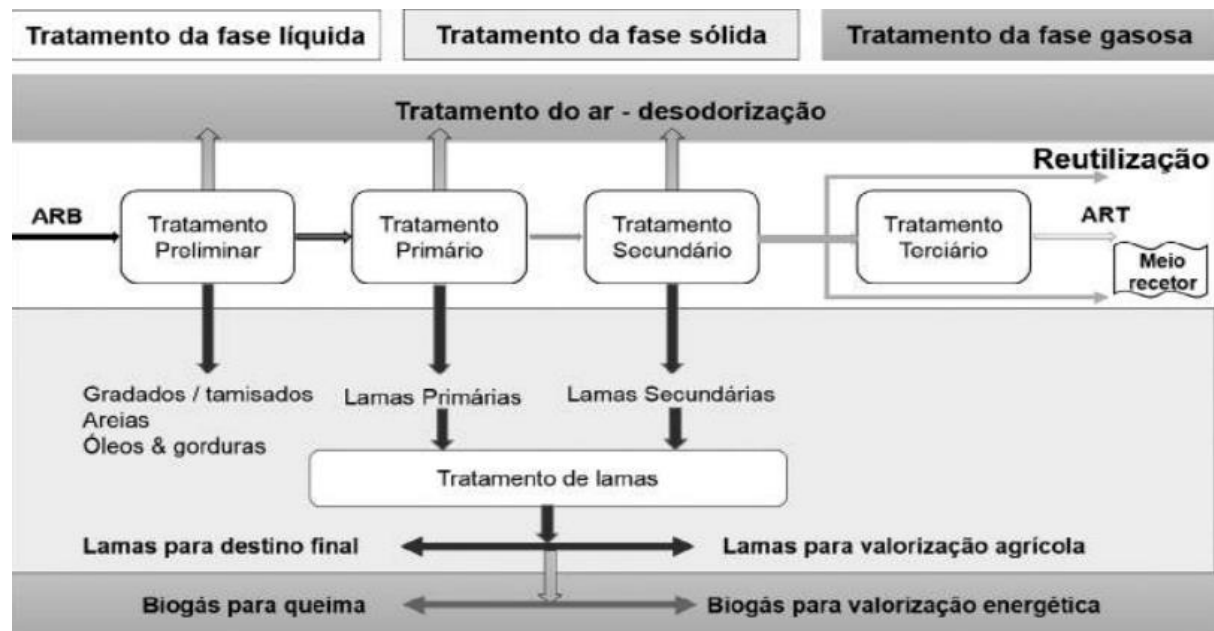 Tratamento da fase líquida
Tratamento da fase sólida
Tratamento da fase gasosa
Tratamento do ar - desodorização
Reutilização
ARB
Tratamento
Preliminar
Tratamento
Primário
Tratamento
Secundário
Tratamento
Terciário
ART
Meio
recetor
Gradados / tamisados
Areias
Óleos & gorduras
Lamas Primárias
Lamas Secundárias
Tratamento de lamas
Lamas para destino final
Lamas para valorização agrícola
Biogás para queima
Biogás para valorização energética